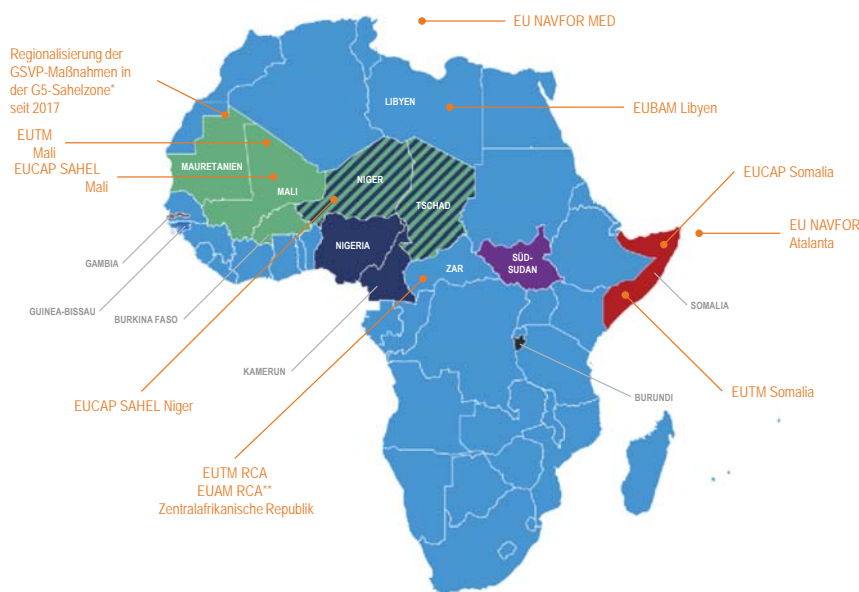 EU NAVFOR MED
Regionalisierung der
GSVP-Maßnahmen in
der G5-Sahelzone*
seit 2017
LIBYEN
EUBAM Libyen
EUTM
Mali
EUCAP SAHEL
Mali
MAURETANIEN
MALI
NIGER
TSCHAD
EUCAP Somalia
EU NAVFOR
Atalanta
NIGERIA
SÜD-
SUDAN
ZAR
GAMBIA
GUINEA-BISSAU
BURKINA FASO
SOMALIA
KAMERUN
BURUNDI
EUCAP SAHEL Niger
EUTM Somalia
EUTM RCA
EUAM RCA**
Zentralafrikanische Republik